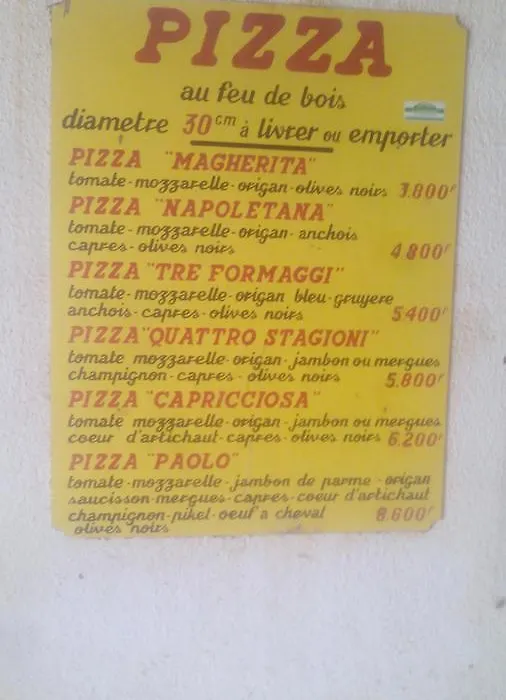 PIZZA
au feu de bois
diametre 30cm à livrer ou emporter
PIZZA "MAGHERITA"
tomate-mozzarelle-origan-olives noirs 3.800F
PIZZA "NAPOLETANA"
tomate-mozzarelle-origan-anchois
capres-olives noirs 4800F
PIZZA "TRE FORMAGGI"
tomate-mozzarelle-origan bleu-gruyere
anchois-capres-olives noirs 5400F
PIZZA "QUATTRO STAGIONI"
tomate mozzarelle-origan-jambon ou mergues
champignon-capres-olives noirs 5.800F
PIZZA "CAPRICCIOSA"
tomate mozzarelle-origan-jambon ou mergues
coeur d'artichaut-capres-olives noirs 6.200F
PIZZA "PAOLO"
tomate-mozzarelle-jambon de parme-origan
saucisson-mergues-capres-coeur d'artichaut
champignon-pikel-oeuf a cheval 8.600F
olives noirs